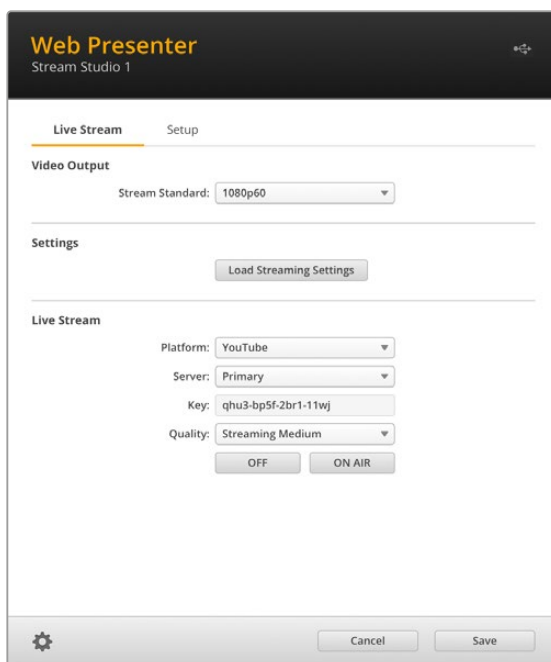 Web Presenter
Stream Studio 1
Live Stream Setup
Video Output
Stream Standard: 1080p60
Settings
Load Streaming Settings
Live Stream
Platform: YouTube
Server: Primary
Key: qhu3-bp5f-2br1-11wj
Quality: Streaming Medium
OFF ON AIR
Cancel Save